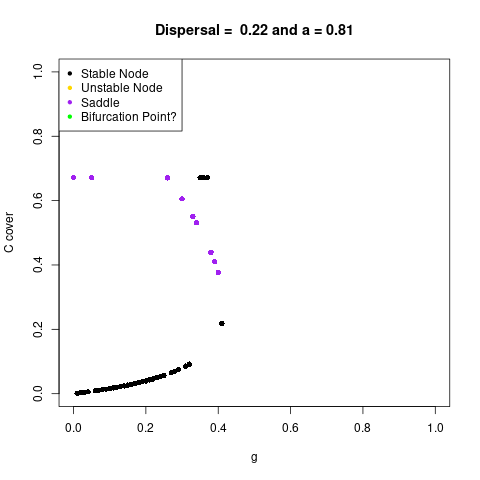 Dispersal =  0.22 and a = 0.81
Stable Node
Unstable Node
Saddle
Bifurcation Point?
C cover
1.0
0.8
0.6
0.4
0.2
0.0
0.0 0.2 0.4 0.6 0.8 1.0
g